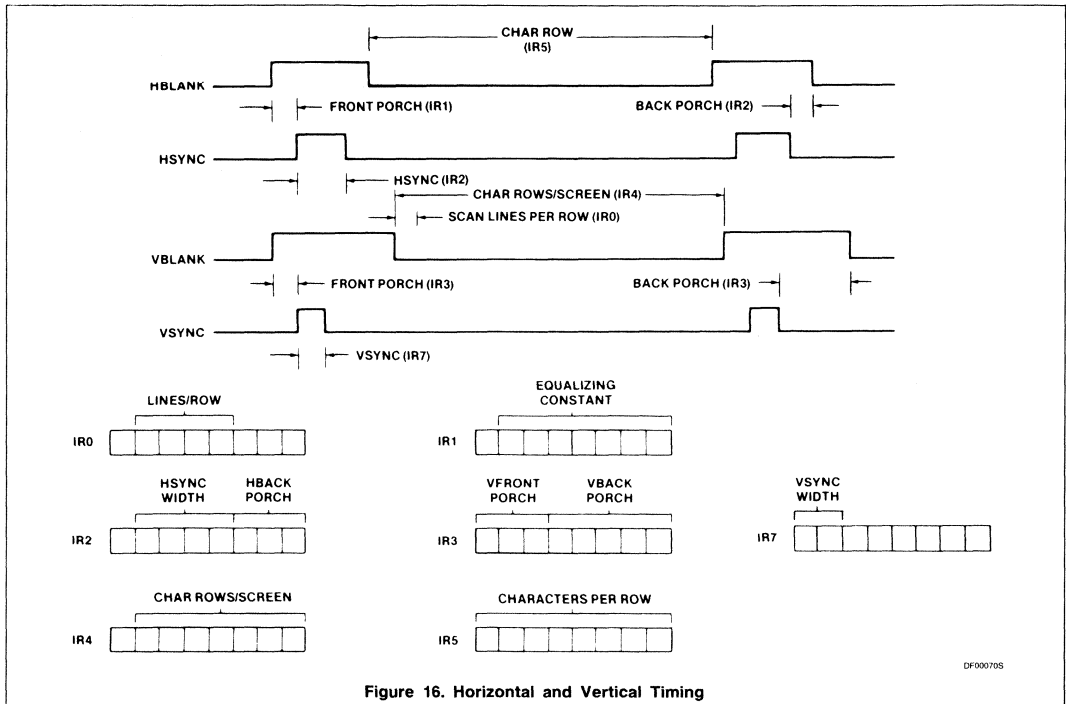 CHAR ROW
(IR5)
HBLANK
FRONT PORCH (IR1)
BACK PORCH (IR2)
HSYNC
HSYNC (IR2)
CHAR ROWS/SCREEN (IR4)
SCAN LINES PER ROW (IR0)
VBLANK
FRONT PORCH (IR3)
BACK PORCH (IR3)
VSYNC
VSYNC (IR7)
LINES/ROW
IR0
EQUALIZING
CONSTANT
IR1
HSYNC
WIDTH
HBACK
PORCH
IR2
VFRONT
PORCH
VBACK
PORCH
IR3
VSYNC
WIDTH
IR7
CHAR ROWS/SCREEN
IR4
CHARACTERS PER ROW
IR5
DF00070S
Figure 16. Horizontal and Vertical Timing